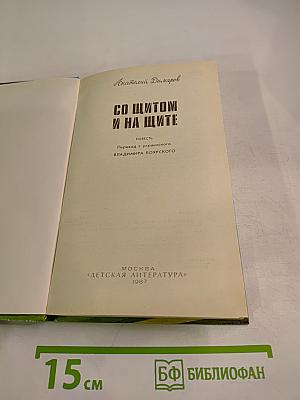 Анатолий Димаров
СО ЩИТОМ
И НА ЩИТЕ
Повесть
Перевод с украинского
ВЛАДИМИРА БОЯРСКОГО
МОСКВА
«ДЕТСКАЯ ЛИТЕРАТУРА»
1987
15 см
БФ БИБЛИОФАН